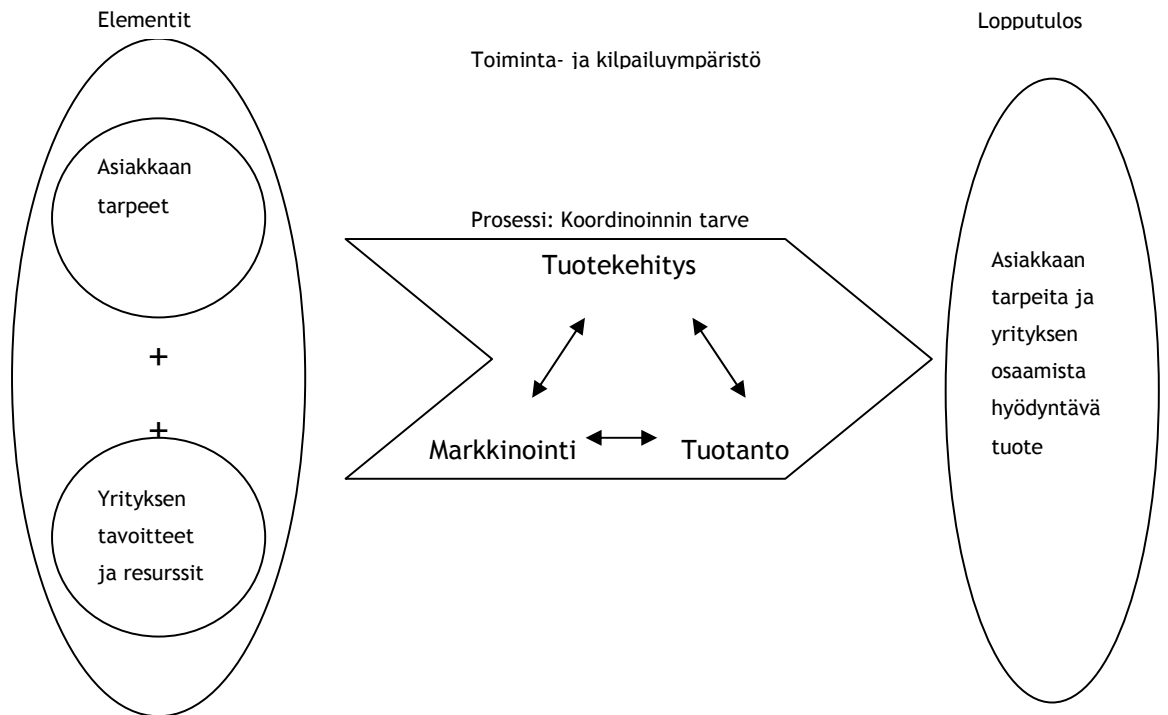 Elementit
Lopputulos
Toiminta- ja kilpailuympäristö
Asiakkaan
tarpeet
+
+
Yrityksen
tavoitteet
ja resurssit
Prosessi: Koordinoinnin tarve
Tuotekehitys
Markkinointi
Tuotanto
Asiakkaan
tarpeita ja
yrityksen
osaamista
hyödyntävä
tuote